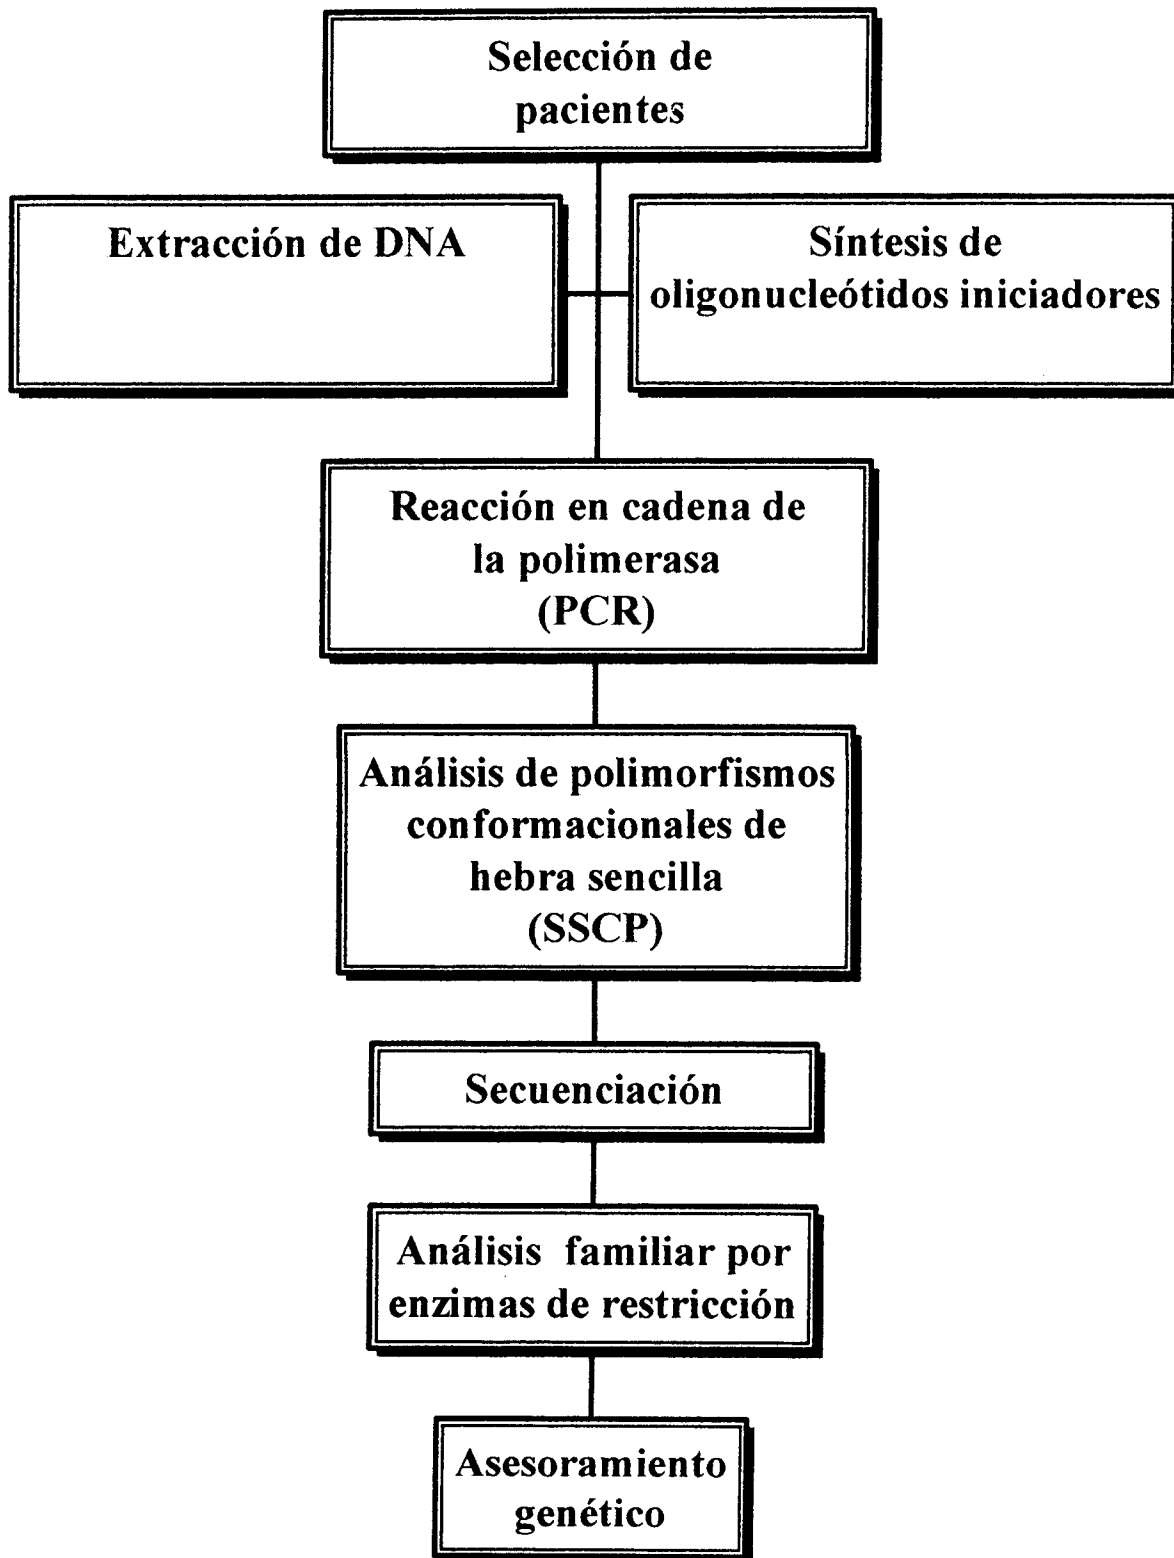 Selección de
pacientes
Extracción de DNA
Síntesis de
oligonucleótidos iniciadores
Reacción en cadena de
la polimerasa
(PCR)
Análisis de polimorfismos
conformacionales de
hebra sencilla
(SSCP)
Secuenciación
Análisis familiar por
enzimas de restricción
Asesoramiento
genético